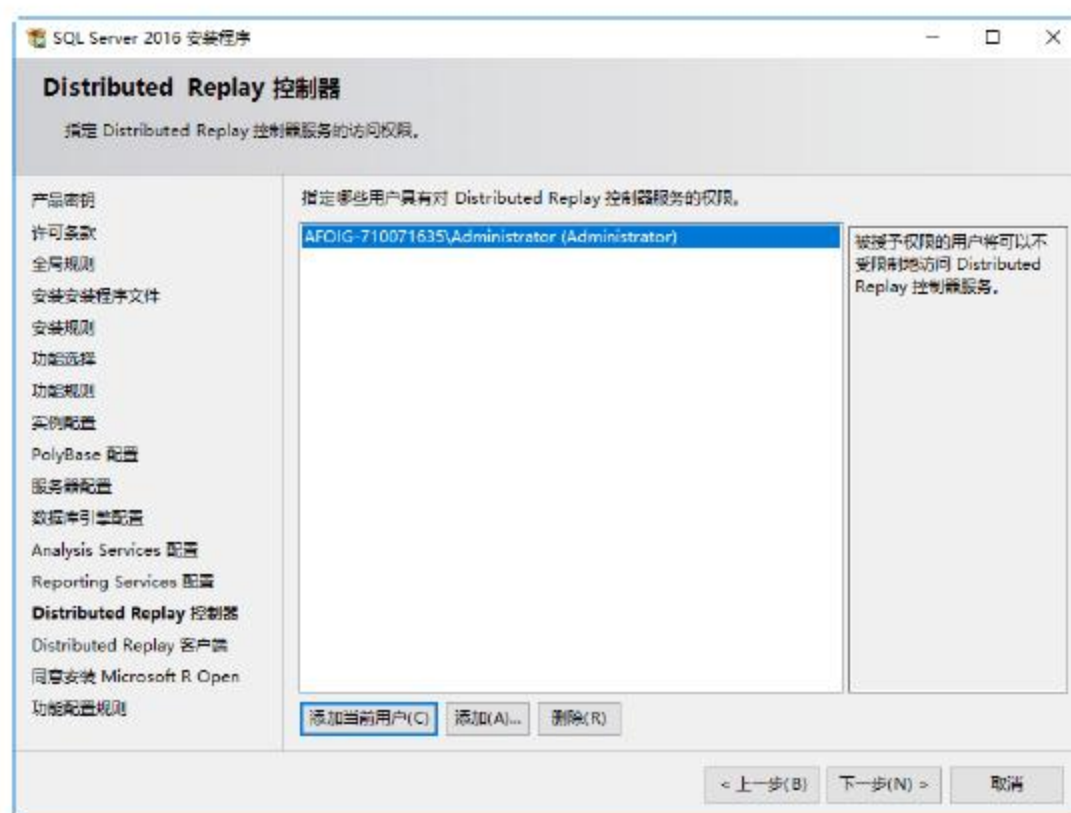 SQL Server 2016 安装程序
Distributed Replay 控制器
指定 Distributed Replay 控制器服务的访问权限。
产品密钥
许可条款
全局规则
安装安装程序文件
安装规则
功能选择
功能规则
实例配置
PolyBase 配置
服务器配置
数据库引擎配置
Analysis Services 配置
Reporting Services 配置
Distributed Replay 控制器
Distributed Replay 客户端
同意安装 Microsoft R Open
功能配置规则
指定哪些用户具有对 Distributed Replay 控制器服务的权限。
AFOIG-710071635\Administrator (Administrator)
被授予权限的用户将可以不
受限制地访问 Distributed
Replay 控制器服务。
添加当前用户(C) 添加(A)... 删除(R)
< 上一步(B) 下一步(N) > 取消